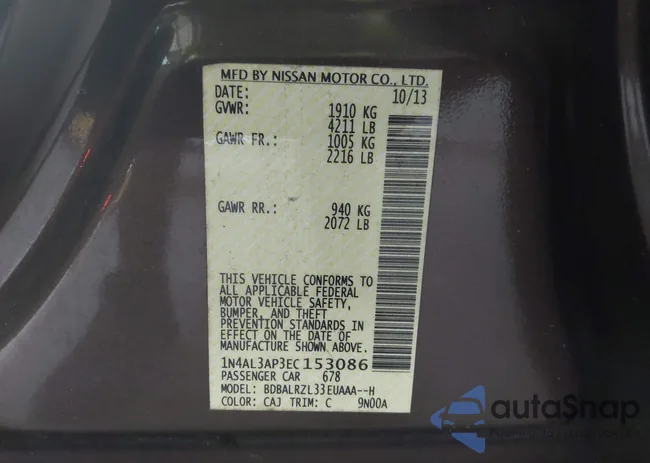 MFD BY NISSAN MOTOR CO., LTD.
DATE: 10/13
GVWR: 1910 KG
4211 LB
GAWR FR.: 1005 KG
2216 LB
GAWR RR.: 940 KG
2072 LB
THIS VEHICLE CONFORMS TO
ALL APPLICABLE FEDERAL
MOTOR VEHICLE SAFETY,
BUMPER, AND THEFT
PREVENTION STANDARDS IN
EFFECT ON THE DATE OF
MANUFACTURE SHOWN ABOVE.
1N4AL3AP3EC153086
PASSENGER CAR 678
MODEL: BDBALRZL33EUAAA--H
COLOR: CAJ TRIM: C 9N00A
autoSnap